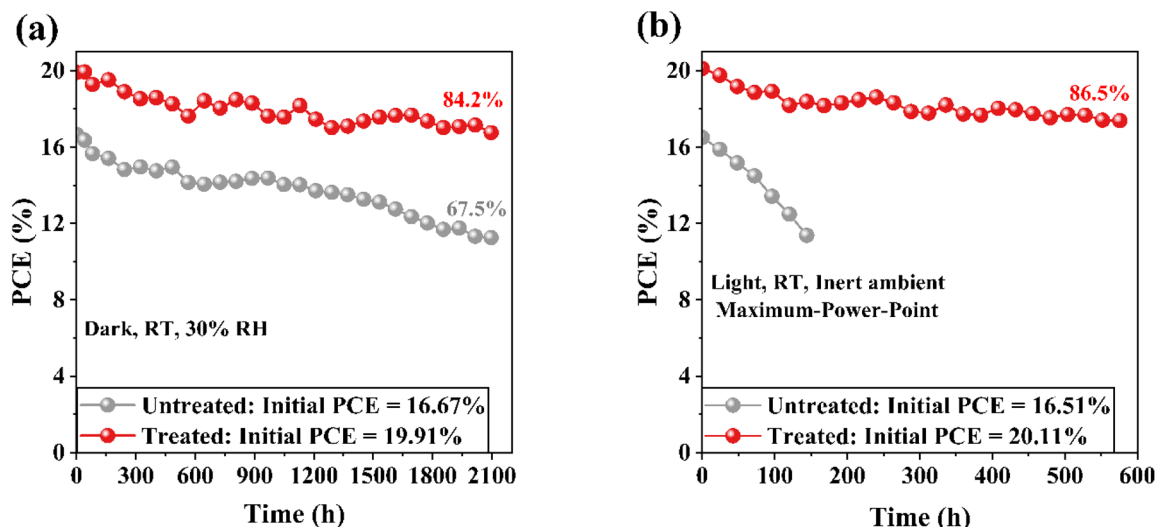 (a)
PCE (%)
20
16
12
8
4
0
84.2%
67.5%
Dark, RT, 30% RH
Untreated: Initial PCE = 16.67%
Treated: Initial PCE = 19.91%
0 300 600 900 1200 1500 1800 2100
Time (h)
(b)
PCE (%)
20
16
12
8
4
0
86.5%
Light, RT, Inert ambient
Maximum-Power-Point
Untreated: Initial PCE = 16.51%
Treated: Initial PCE = 20.11%
0 100 200 300 400 500 600
Time (h)